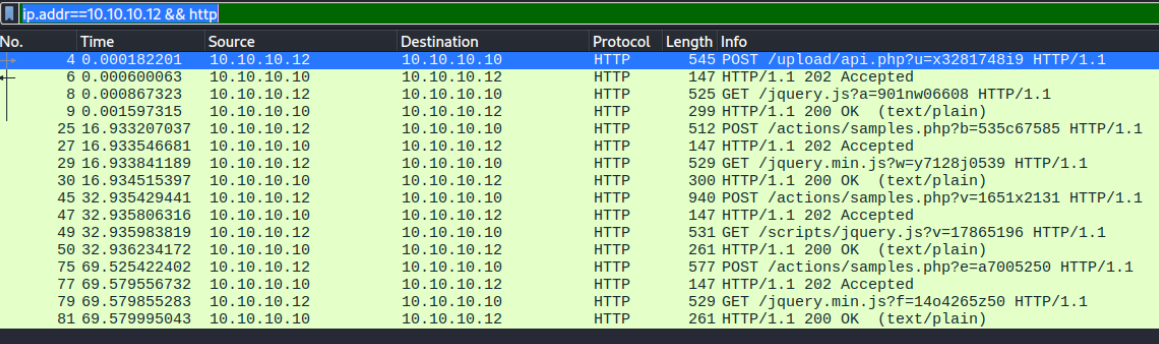 ip.addr==10.10.10.12 && http
No. Time Source Destination Protocol Length Info
4 0.000182201 10.10.10.12 10.10.10.10 HTTP 545 POST /upload/api.php?u=x3281748i9 HTTP/1.1
6 0.000600063 10.10.10.10 10.10.10.12 HTTP 147 HTTP/1.1 202 Accepted
8 0.000867323 10.10.10.12 10.10.10.10 HTTP 525 GET /jquery.js?a=901nw06608 HTTP/1.1
9 0.001597315 10.10.10.10 10.10.10.12 HTTP 299 HTTP/1.1 200 OK (text/plain)
25 16.933207037 10.10.10.12 10.10.10.10 HTTP 512 POST /actions/samples.php?b=535c67585 HTTP/1.1
27 16.933546681 10.10.10.10 10.10.10.12 HTTP 147 HTTP/1.1 202 Accepted
29 16.933841189 10.10.10.12 10.10.10.10 HTTP 529 GET /jquery.min.js?w=y7128j0539 HTTP/1.1
30 16.934515397 10.10.10.10 10.10.10.12 HTTP 300 HTTP/1.1 200 OK (text/plain)
45 32.935429441 10.10.10.12 10.10.10.10 HTTP 940 POST /actions/samples.php?v=1651x2131 HTTP/1.1
47 32.935806316 10.10.10.10 10.10.10.12 HTTP 147 HTTP/1.1 202 Accepted
49 32.935983819 10.10.10.12 10.10.10.10 HTTP 531 GET /scripts/jquery.js?v=17865196 HTTP/1.1
50 32.936234172 10.10.10.10 10.10.10.12 HTTP 261 HTTP/1.1 200 OK (text/plain)
75 69.525422402 10.10.10.12 10.10.10.10 HTTP 577 POST /actions/samples.php?e=a7005250 HTTP/1.1
77 69.579556732 10.10.10.10 10.10.10.12 HTTP 147 HTTP/1.1 202 Accepted
79 69.579855283 10.10.10.12 10.10.10.10 HTTP 529 GET /jquery.min.js?f=14o4265z50 HTTP/1.1
81 69.579995043 10.10.10.10 10.10.10.12 HTTP 261 HTTP/1.1 200 OK (text/plain)